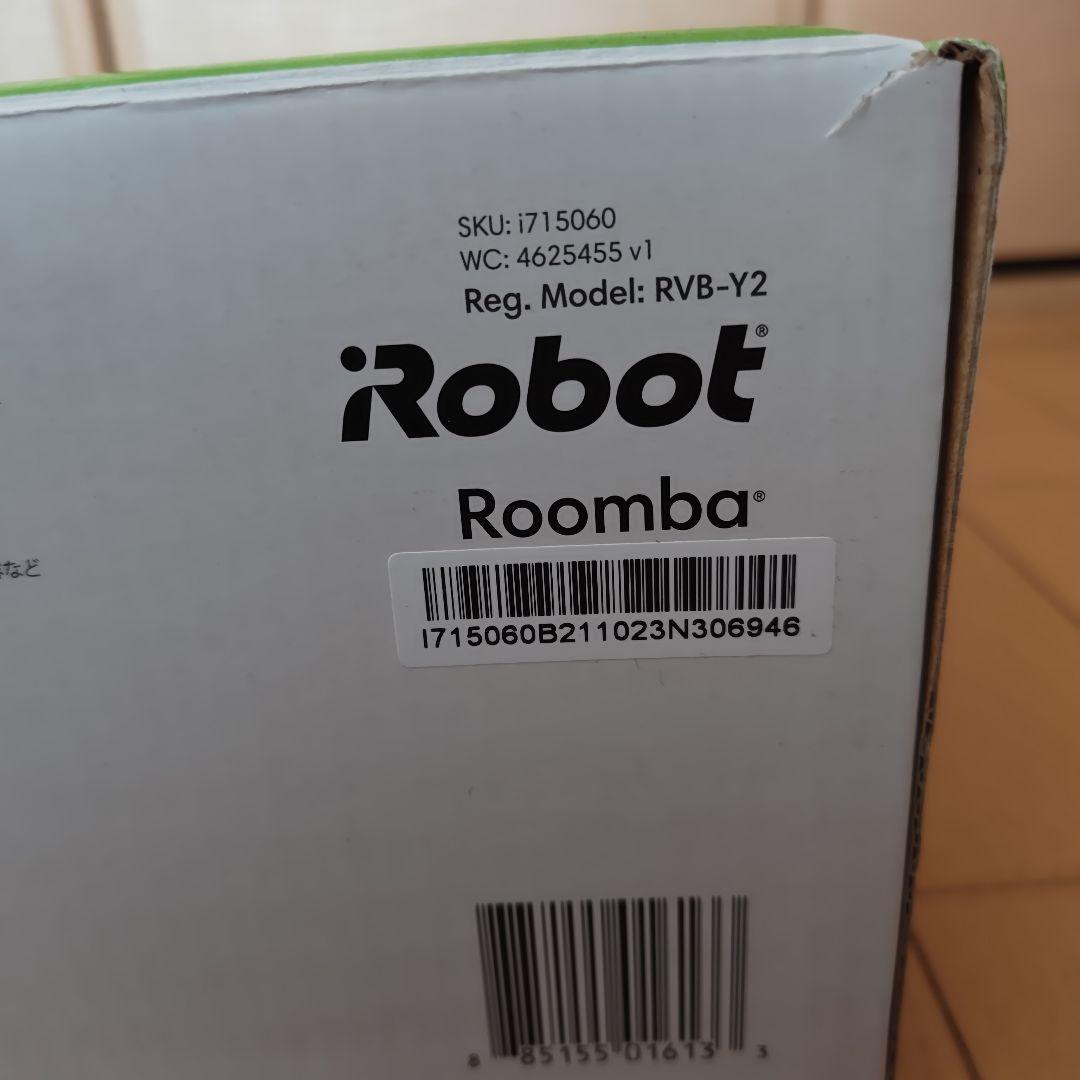 SKU: i715060
WC: 4625455 v1
Reg. Model: RVB-Y2
iRobot®
Roomba®
など
I715060B211023N306946
8 85155 01613 3